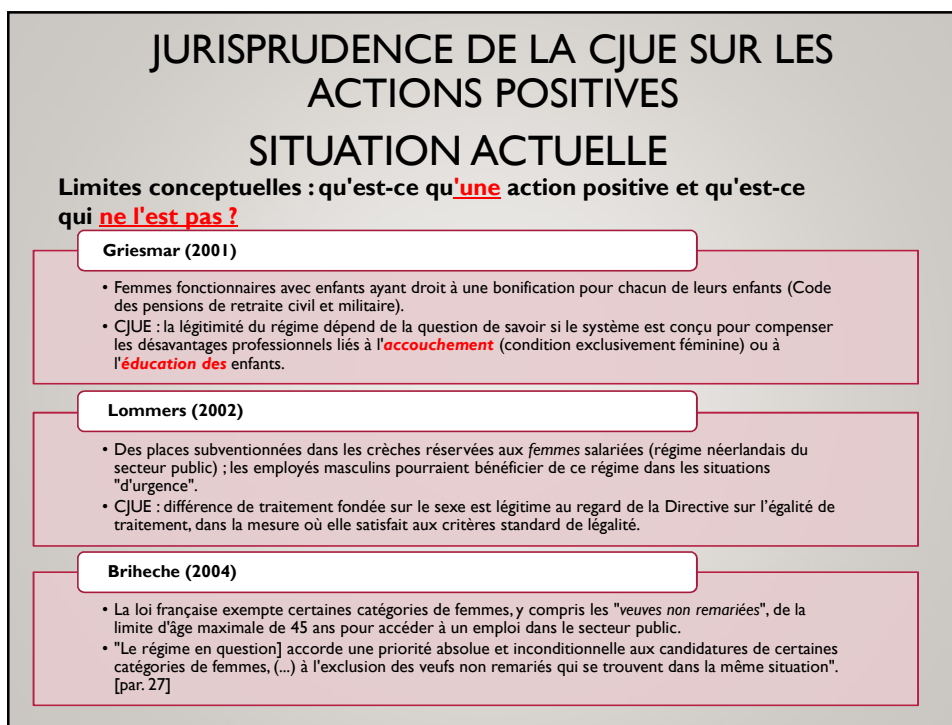 JURISPRUDENCE DE LA CJUE SUR LES
ACTIONS POSITIVES
SITUATION ACTUELLE
Limites conceptuelles : qu'est-ce qu'une action positive et qu'est-ce
qui ne l'est pas ?
Griesmar (2001)
• Femmes fonctionnaires avec enfants ayant droit à une bonification pour chacun de leurs enfants (Code
des pensions de retraite civil et militaire).
• CJUE : la légitimité du régime dépend de la question de savoir si le système est conçu pour compenser
les désavantages professionnels liés à l'accouchement (condition exclusivement féminine) ou à
l'éducation des enfants.
Lommers (2002)
• Des places subventionnées dans les crèches réservées aux femmes salariées (régime néerlandais du
secteur public) ; les employés masculins pourraient bénéficier de ce régime dans les situations
"d'urgence".
• CJUE : différence de traitement fondée sur le sexe est légitime au regard de la Directive sur l’égalité de
traitement, dans la mesure où elle satisfait aux critères standard de légalité.
Briheche (2004)
• La loi française exempte certaines catégories de femmes, y compris les "veuves non remariées", de la
limite d'âge maximale de 45 ans pour accéder à un emploi dans le secteur public.
• "Le régime en question] accorde une priorité absolue et inconditionnelle aux candidatures de certaines
catégories de femmes, (...) à l'exclusion des veufs non remariés qui se trouvent dans la même situation".
[par. 27]